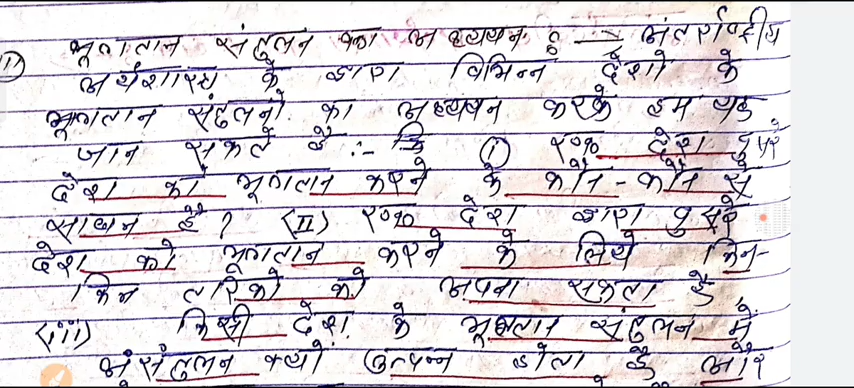 (11) भुगतान संतुलन का अध्ययन :— अंतर्राष्ट्रीय
अर्थशास्त्र के द्वारा विभिन्न देशो के
भुगतान संतुलनों का अध्ययन करके हम यह
जान सकते है :- कि (i) एक देश दुसरे
देश को भुगतान करने के कौन-कौन से
साधन है ? (II) एक देश द्वारा दुसरे
देश को भुगतान करने के लिये किन-
किन तरिको को अपना सकता है,
(iii) किसी देश के भुगतान संतुलन मे
असंतुलन क्यो उत्पन्न होता है और